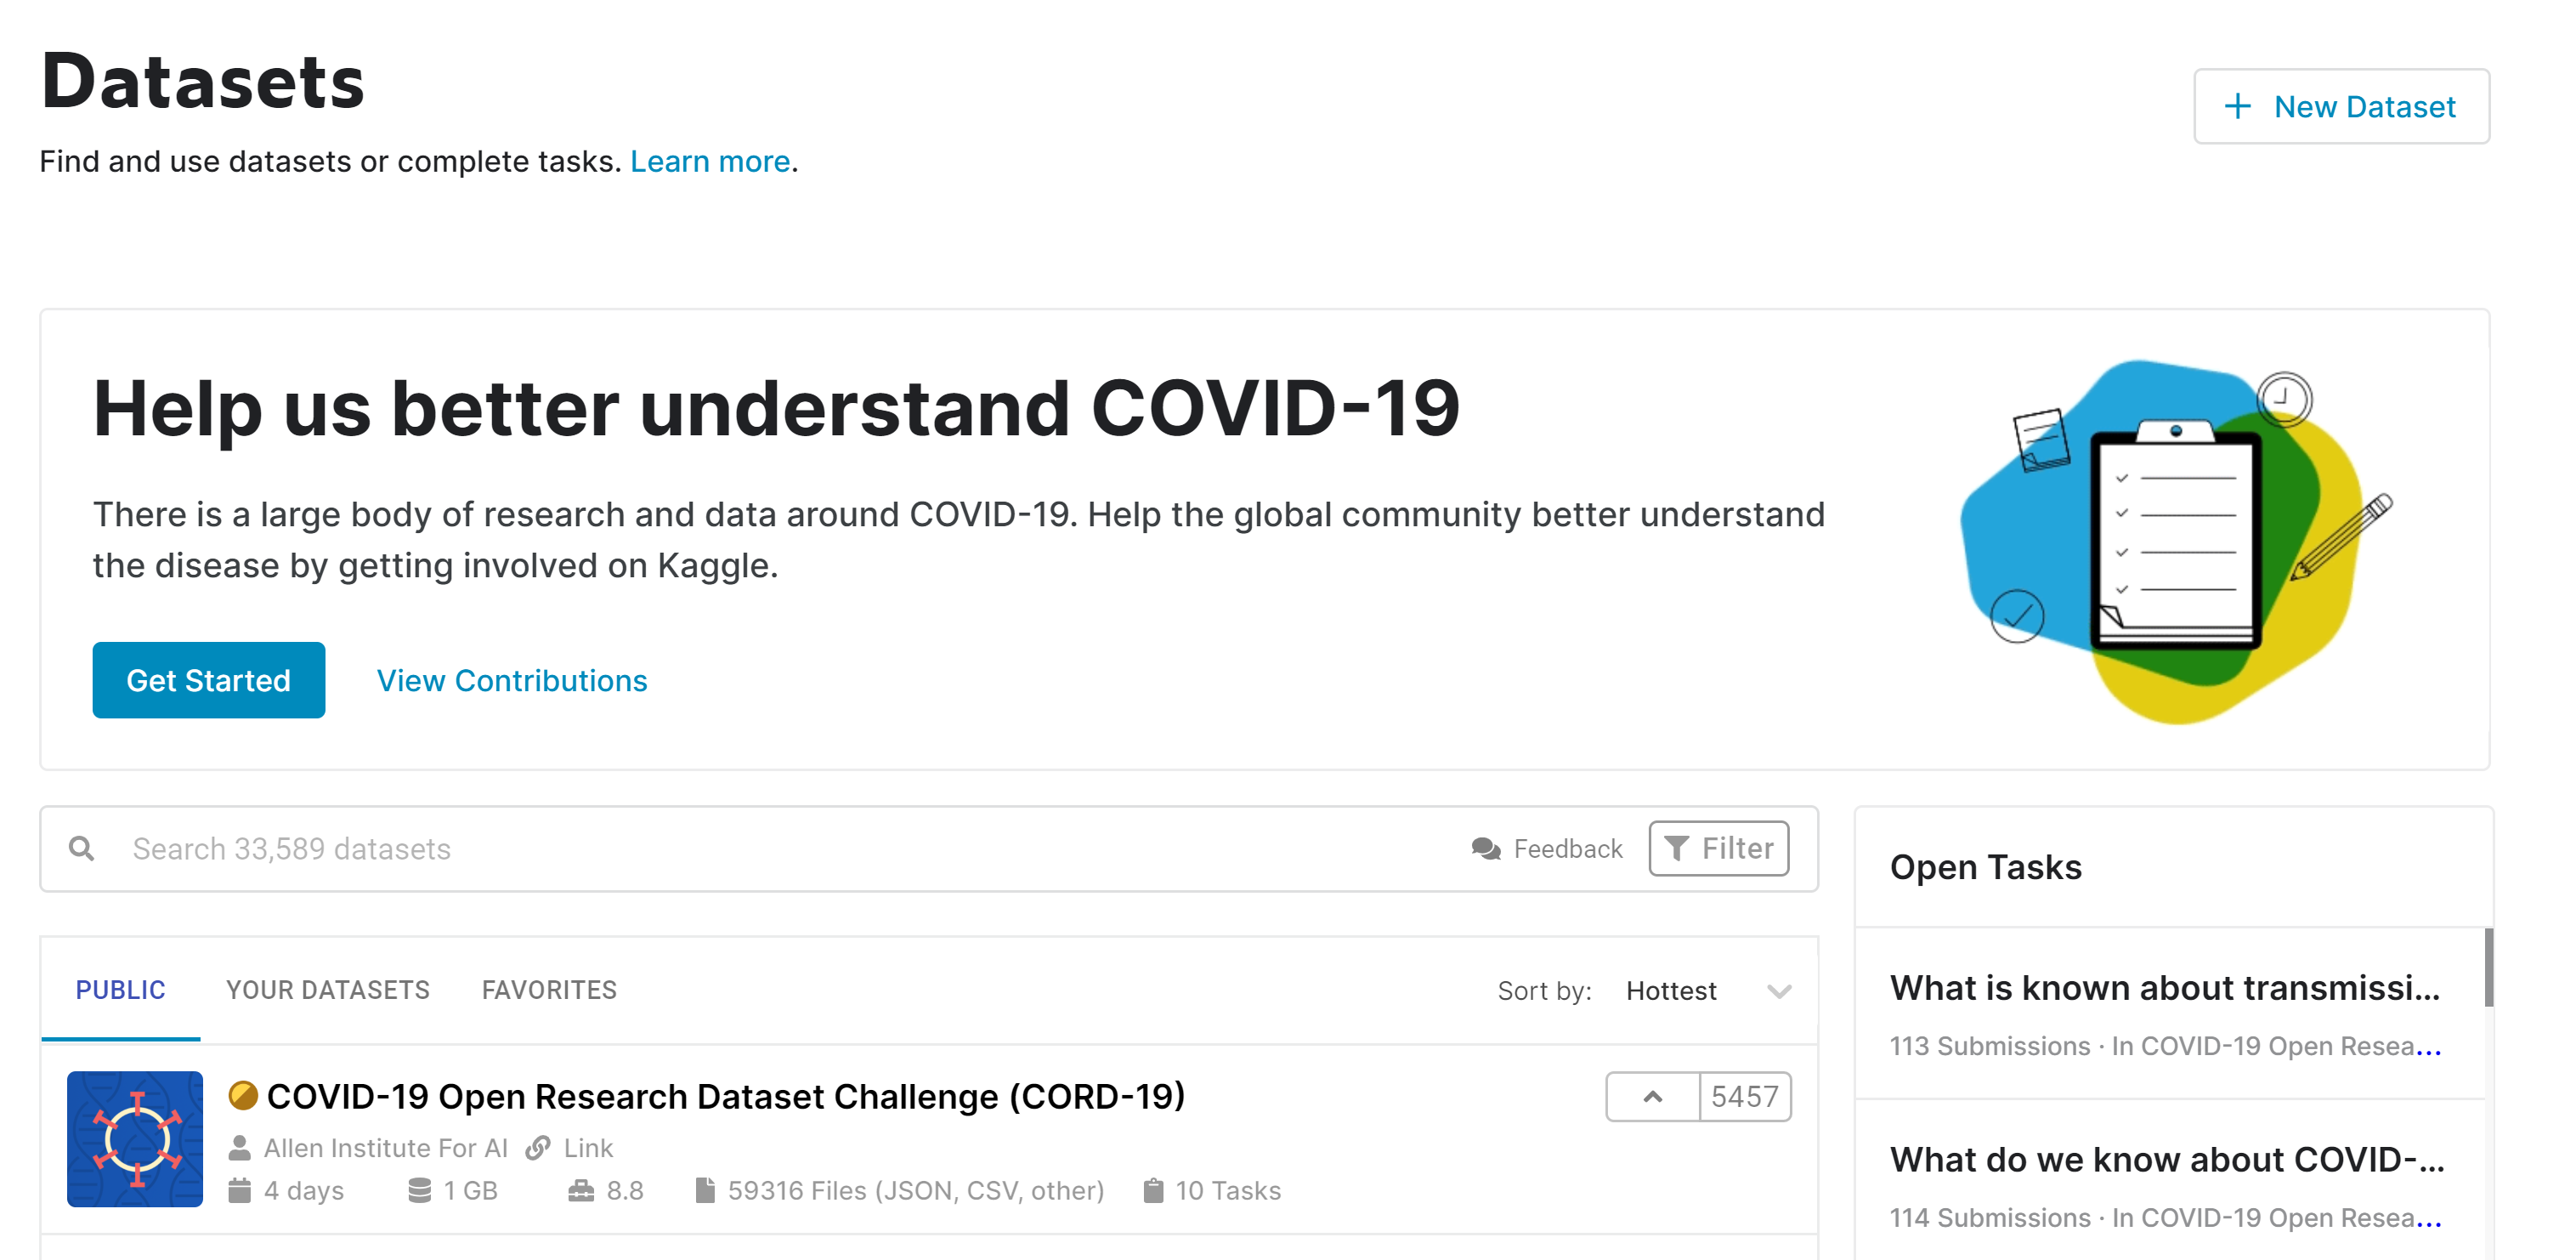 Datasets
New Dataset
Find and use datasets or complete tasks. Learn more.
Help us better understand COVID-19
There is a large body of research and data around COVID-19. Help the global community better understand
the disease by getting involved on Kaggle.
Get Started
View Contributions
Search 33,589 datasets
Feedback
Filter
PUBLIC
YOUR DATASETS
FAVORITES
Sort by: Hottest
COVID-19 Open Research Dataset Challenge (CORD-19)
5457
Allen Institute For AI
Link
4 days
1 GB
8.8
59316 Files (JSON, CSV, other)
10 Tasks
Open Tasks
What is known about transmissi...
113 Submissions · In COVID-19 Open Resea...
What do we know about COVID-...
114 Submissions · In COVID-19 Open Resea...